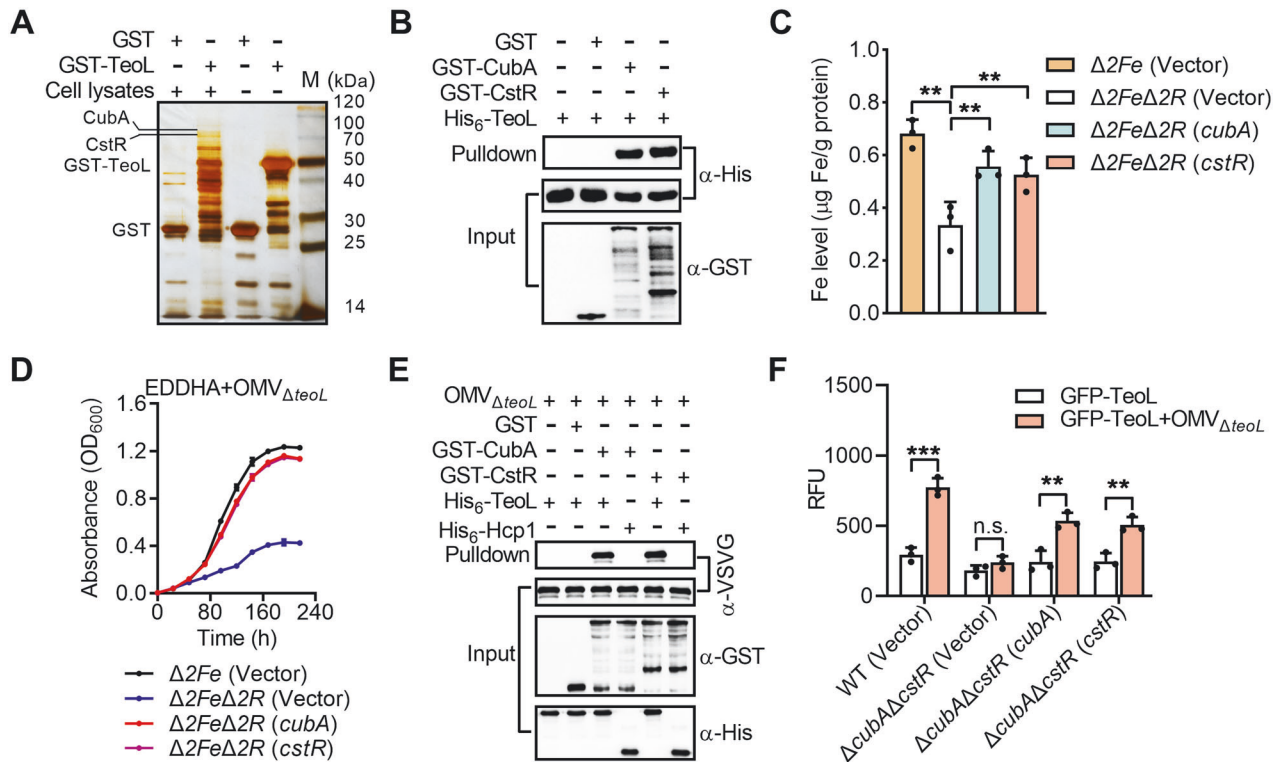 A
GST + − + −
GST-TeoL − + − + M (kDa)
Cell lysates + + − −
CubA
CstR
GST-TeoL
GST
120
100
70
50
40
30
25
14
B
GST − + − −
GST-CubA − − + −
GST-CstR − − − +
His6-TeoL + + + +
Pulldown
α-His
Input
α-GST
C
Fe level (μg Fe/g protein)
1.0
0.8
0.6
0.4
0.2
0.0
**
**
**
Δ2Fe (Vector)
Δ2FeΔ2R (Vector)
Δ2FeΔ2R (cubA)
Δ2FeΔ2R (cstR)
D
EDDHA+OMVΔteoL
Absorbance (OD600)
1.6
1.2
0.8
0.4
0.0
0 80 160 240
Time (h)
Δ2Fe (Vector)
Δ2FeΔ2R (Vector)
Δ2FeΔ2R (cubA)
Δ2FeΔ2R (cstR)
E
OMVΔteoL + + + + + +
GST − + − − − −
GST-CubA − − + + − −
GST-CstR − − − − + +
His6-TeoL + + + − + −
His6-Hcp1 − − − + − +
Pulldown
α-VSVG
Input
α-GST
α-His
F
RFU
1500
1000
500
0
GFP-TeoL
GFP-TeoL+OMVΔteoL
***
n.s.
**
**
WT (Vector)
ΔcubAΔcstR (Vector)
ΔcubAΔcstR (cubA)
ΔcubAΔcstR (cstR)